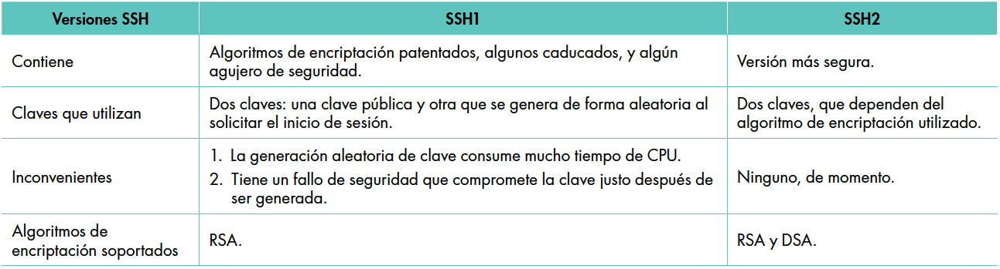 Versiones SSH
SSH1
SSH2
Contiene
Algoritmos de encriptación patentados, algunos caducados, y algún
agujero de seguridad.
Versión más segura.
Claves que utilizan
Dos claves: una clave pública y otra que se genera de forma aleatoria al
solicitar el inicio de sesión.
Dos claves, que dependen del
algoritmo de encriptación utilizado.
Inconvenientes
1. La generación aleatoria de clave consume mucho tiempo de CPU.
2. Tiene un fallo de seguridad que compromete la clave justo después de
ser generada.
Ninguno, de momento.
Algoritmos de
encriptación soportados
RSA.
RSA y DSA.